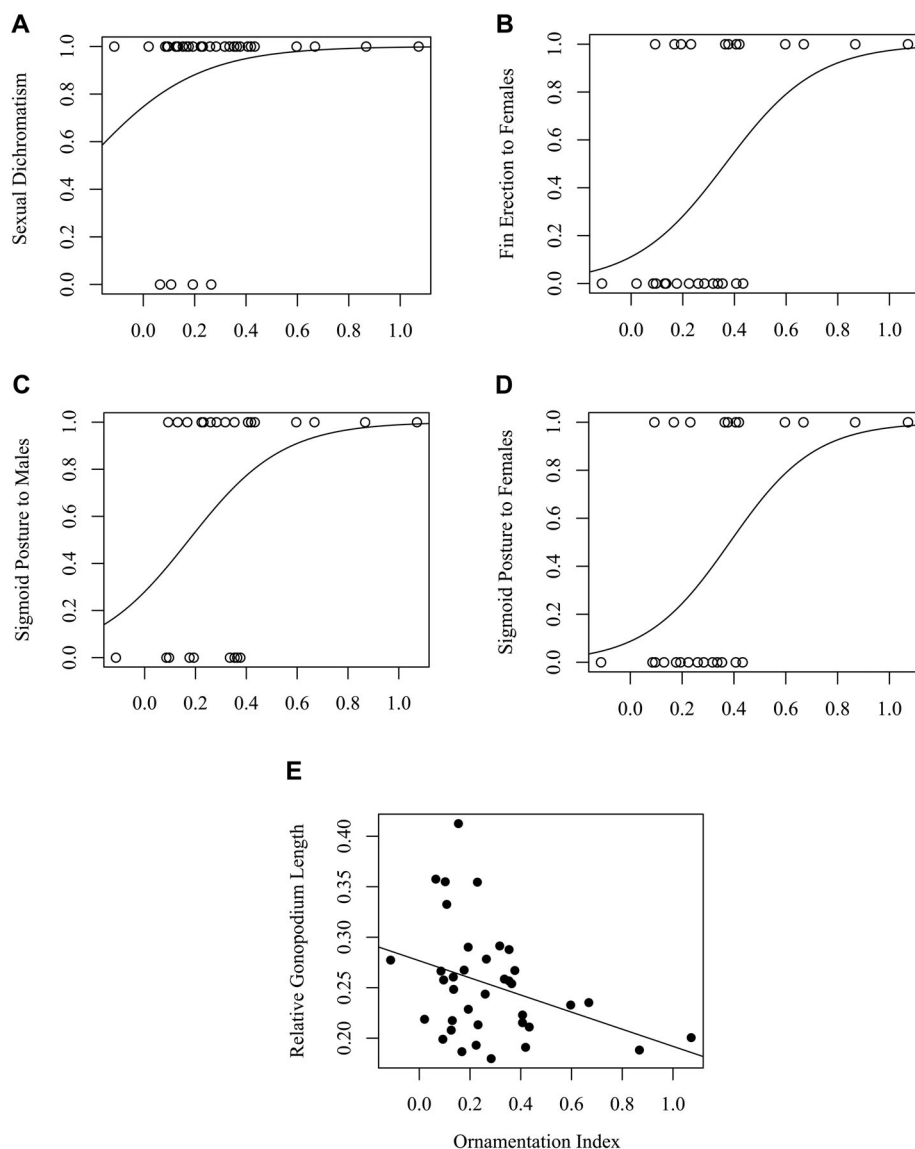 A
Sexual Dichromatism
1.0
0.8
0.6
0.4
0.2
0.0
0.0 0.2 0.4 0.6 0.8 1.0
B
Fin Erection to Females
1.0
0.8
0.6
0.4
0.2
0.0
0.0 0.2 0.4 0.6 0.8 1.0
C
Sigmoid Posture to Males
1.0
0.8
0.6
0.4
0.2
0.0
0.0 0.2 0.4 0.6 0.8 1.0
D
Sigmoid Posture to Females
1.0
0.8
0.6
0.4
0.2
0.0
0.0 0.2 0.4 0.6 0.8 1.0
E
Relative Gonopodium Length
0.40
0.35
0.30
0.25
0.20
0.0 0.2 0.4 0.6 0.8 1.0
Ornamentation Index